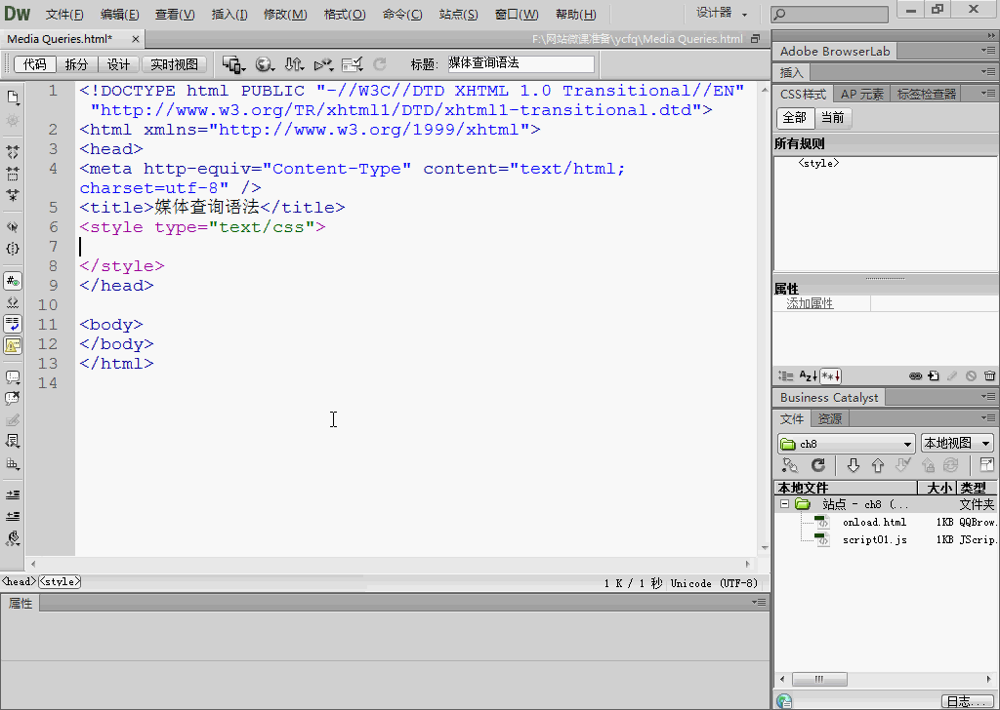 Dw 文件(F) 编辑(E) 查看(V) 插入(I) 修改(M) 格式(O) 命令(C) 站点(S) 窗口(W) 帮助(H) 设计器
Media Queries.html* × F:\网站微课准备\ycfq\Media Queries.html
代码 拆分 设计 实时视图 标题: 媒体查询语法
1 <!DOCTYPE html PUBLIC "-//W3C//DTD XHTML 1.0 Transitional//EN"
"http://www.w3.org/TR/xhtml1/DTD/xhtml1-transitional.dtd">
2 <html xmlns="http://www.w3.org/1999/xhtml">
3 <head>
4 <meta http-equiv="Content-Type" content="text/html;
charset=utf-8" />
5 <title>媒体查询语法</title>
6 <style type="text/css">
7
8 </style>
9 </head>
10
11 <body>
12 </body>
13 </html>
14
<head> <style> 1 K / 1 秒 Unicode (UTF-8)
属性
Adobe BrowserLab
插入
CSS样式 AP 元素 标签检查器
全部 当前
所有规则
<style>
属性
添加属性
Business Catalyst
文件 资源
ch8 本地视图
本地文件 大小 类型
站点 - ch8 (... 文件夹
onload.html 1KB QQBrow.
script01.js 1KB JScrip.
日志...